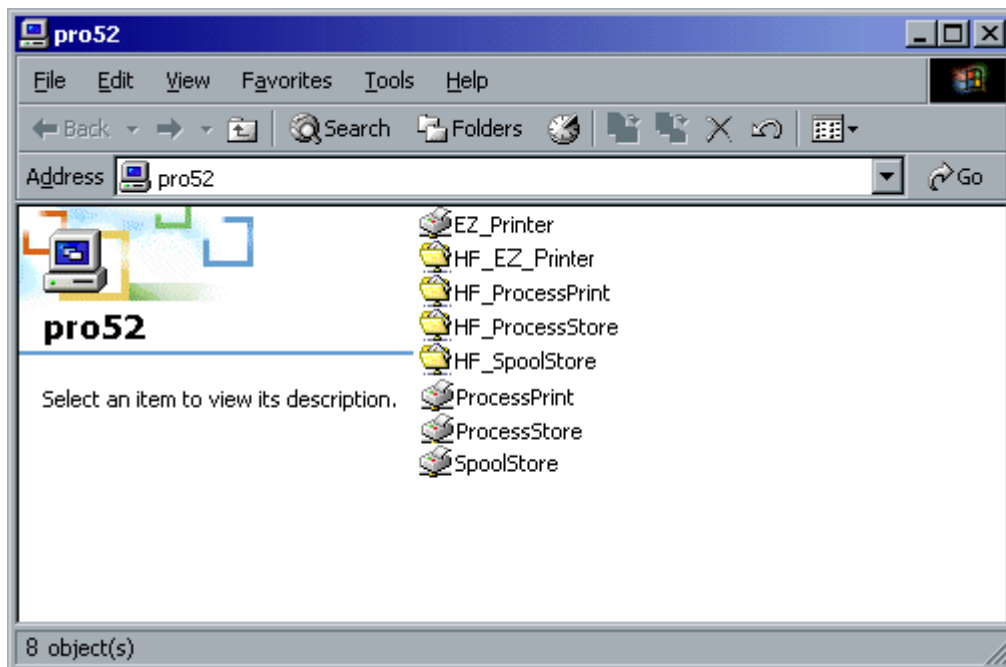 pro52
File Edit View Favorites Tools Help
Back Search Folders
Address pro52 Go
EZ_Printer
HF_EZ_Printer
HF_ProcessPrint
pro52
HF_ProcessStore
HF_SpoolStore
Select an item to view its description.
ProcessPrint
ProcessStore
SpoolStore
8 object(s)